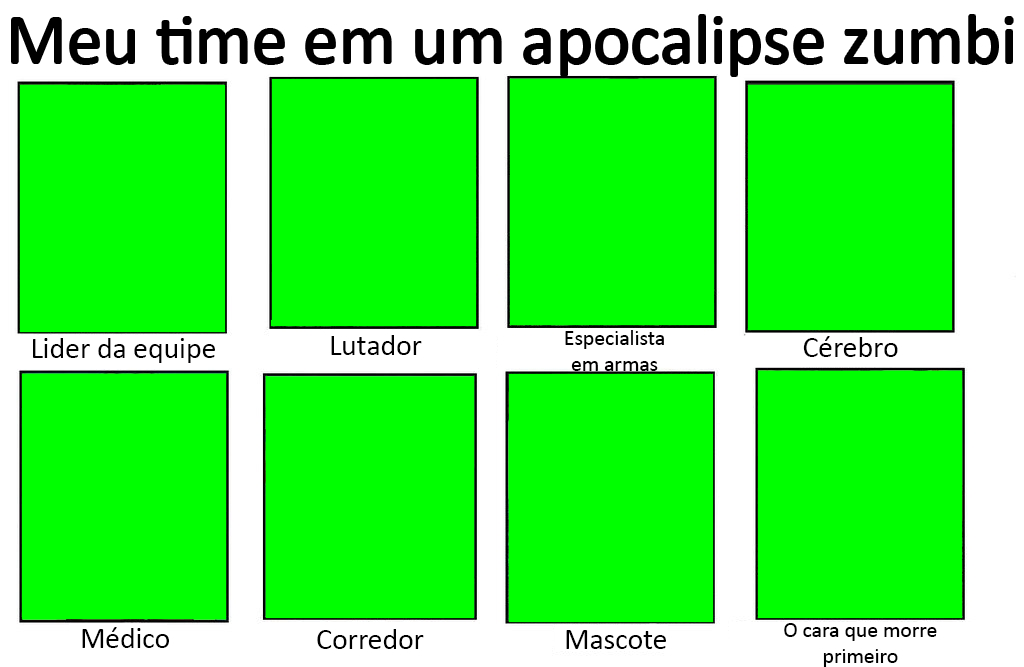 Meu time em um apocalipse zumbi
Lider da equipe
Lutador
Especialista
em armas
Cérebro
Médico
Corredor
Mascote
O cara que morre
primeiro